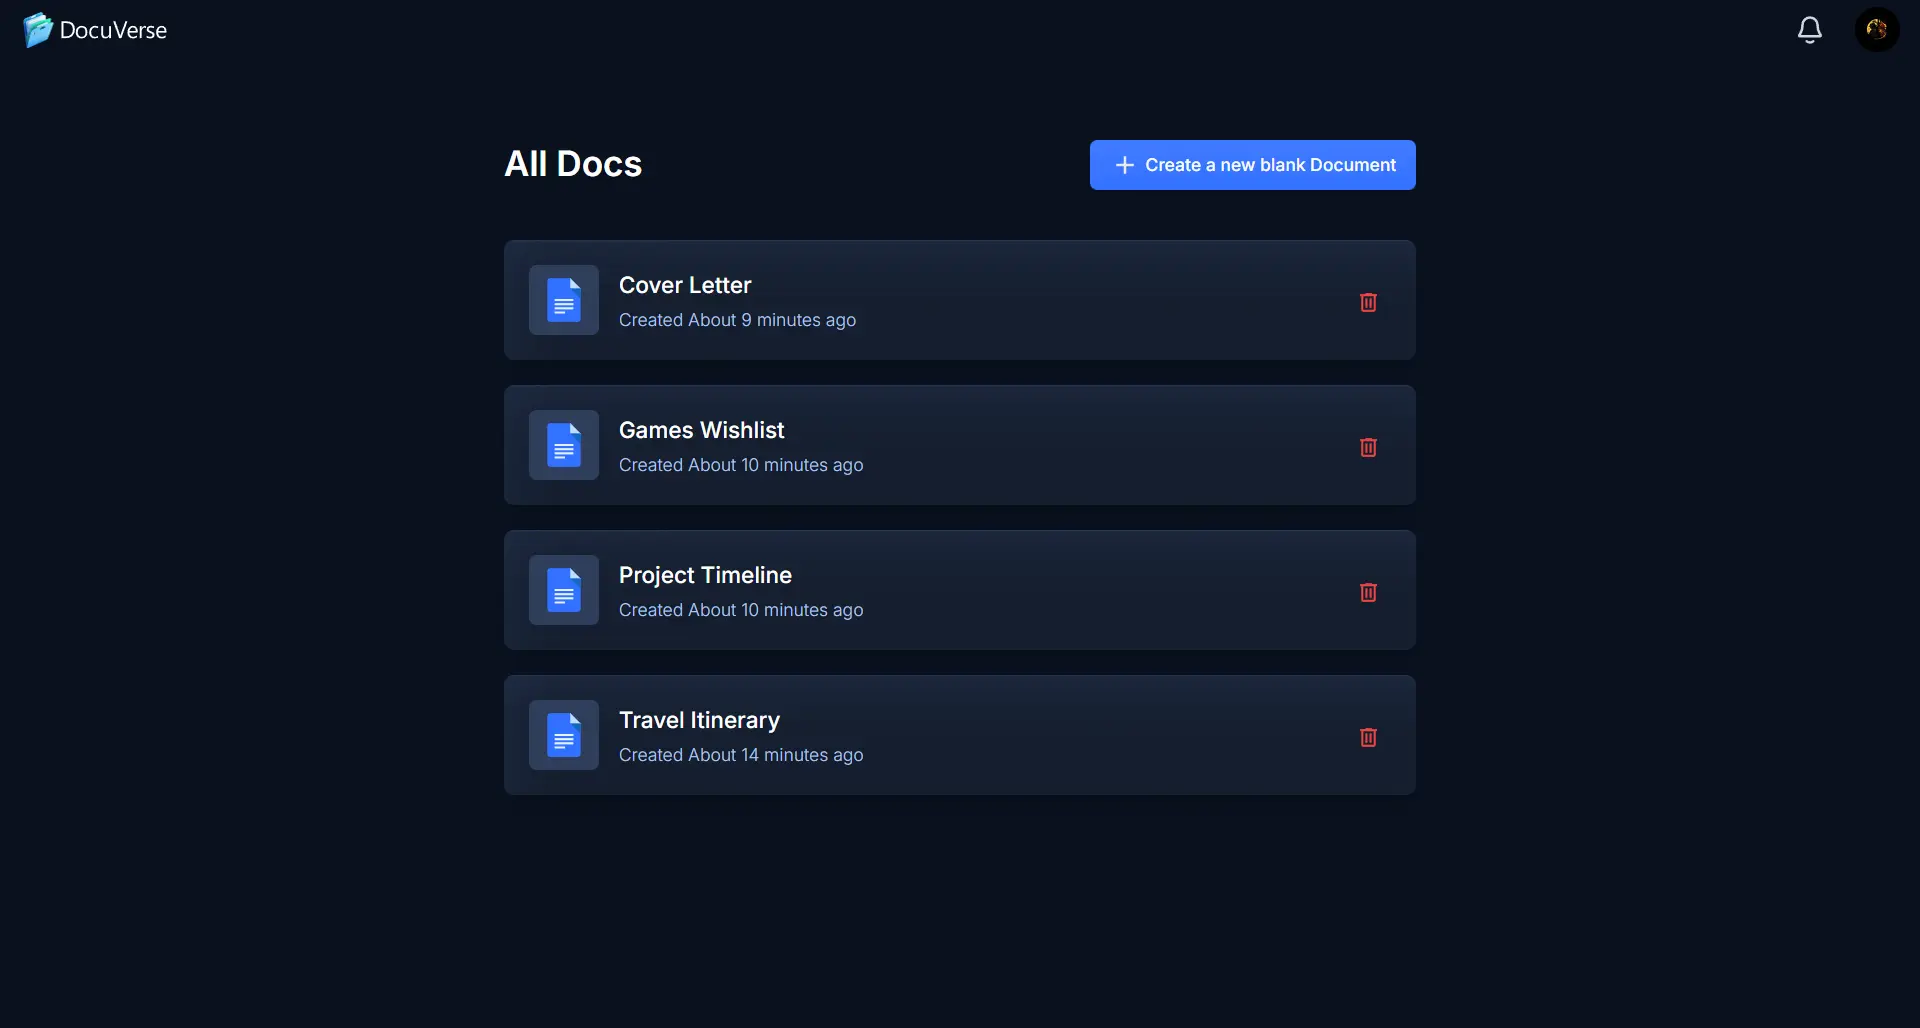 DocuVerse
All Docs
Create a new blank Document
Cover Letter
Created About 9 minutes ago
Games Wishlist
Created About 10 minutes ago
Project Timeline
Created About 10 minutes ago
Travel Itinerary
Created About 14 minutes ago